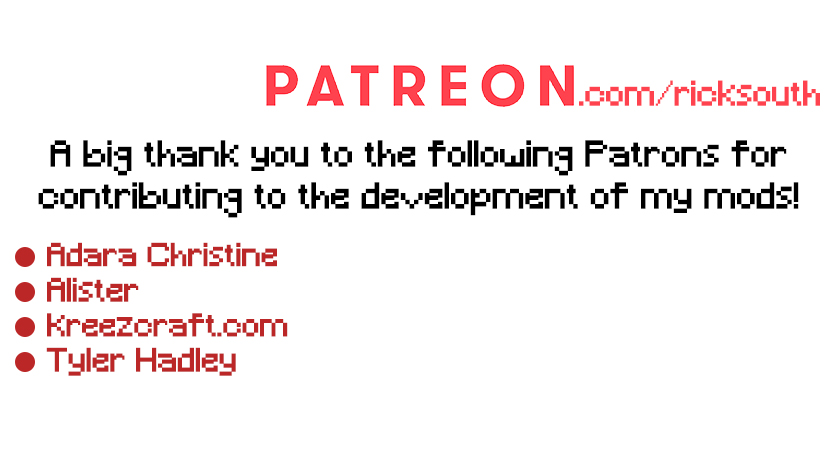 PATREON.com/ricksouth
A big thank you to the following Patrons for
contributing to the development of my mods!
● Adara Christine
● Alister
● kreezcraft.com
● Tyler Hadley